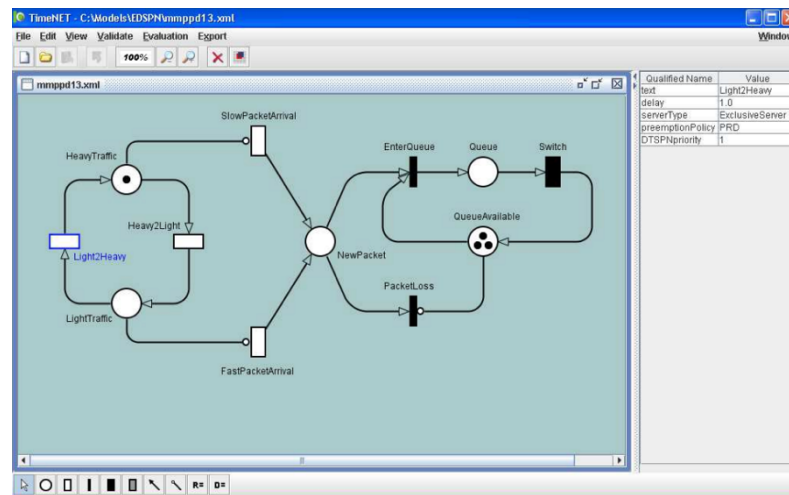 TimeNET - C:\Models\EDSPN\mmppd13.xml
File Edit View Validate Evaluation Export Window
100%
mmppd13.xml
Qualified Name Value
text Light2Heavy
delay 1.0
serverType ExclusiveServer
preemptionPolicy PRD
DTSPNpriority 1
SlowPacketArrival
HeavyTraffic
EnterQueue Queue Switch
Heavy2Light
QueueAvailable
Light2Heavy
NewPacket
PacketLoss
LightTraffic
FastPacketArrival
R= D=